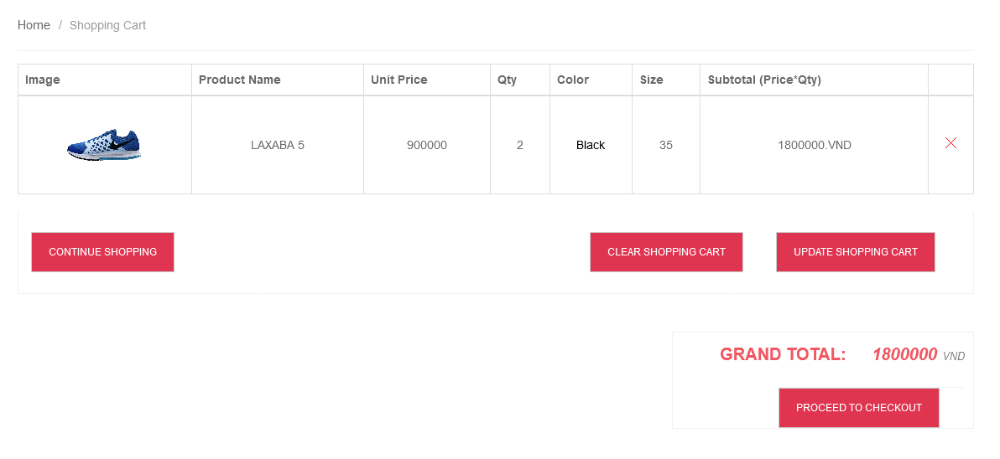 Home / Shopping Cart
Image Product Name Unit Price Qty Color Size Subtotal (Price*Qty)
LAXABA 5 900000 2 Black 35 1800000.VND
CONTINUE SHOPPING CLEAR SHOPPING CART UPDATE SHOPPING CART
GRAND TOTAL: 1800000 VND
PROCEED TO CHECKOUT